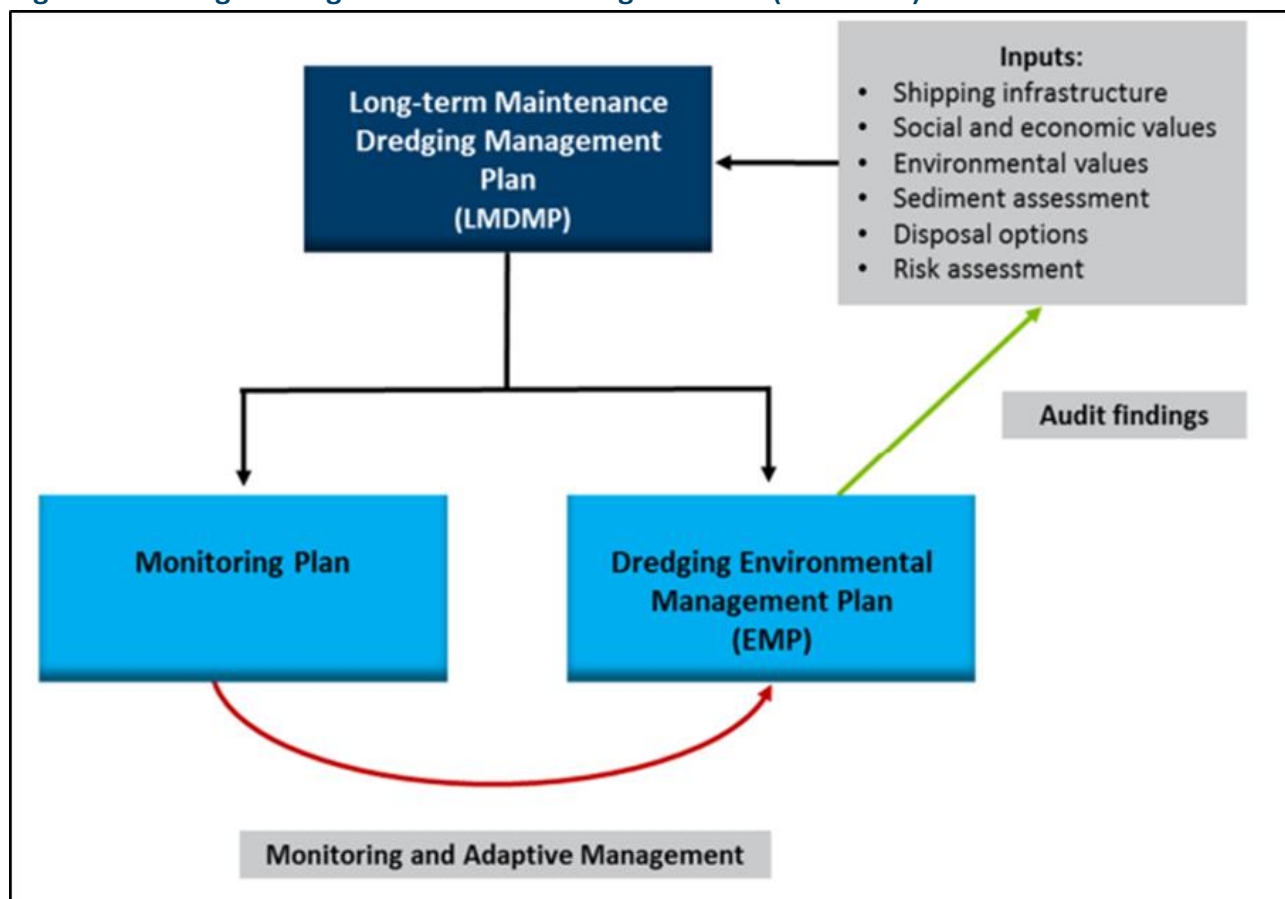 Long-term Maintenance
Dredging Management
Plan
(LMDMP)
Inputs:
• Shipping infrastructure
• Social and economic values
• Environmental values
• Sediment assessment
• Disposal options
• Risk assessment
Audit findings
Monitoring Plan
Dredging Environmental
Management Plan
(EMP)
Monitoring and Adaptive Management